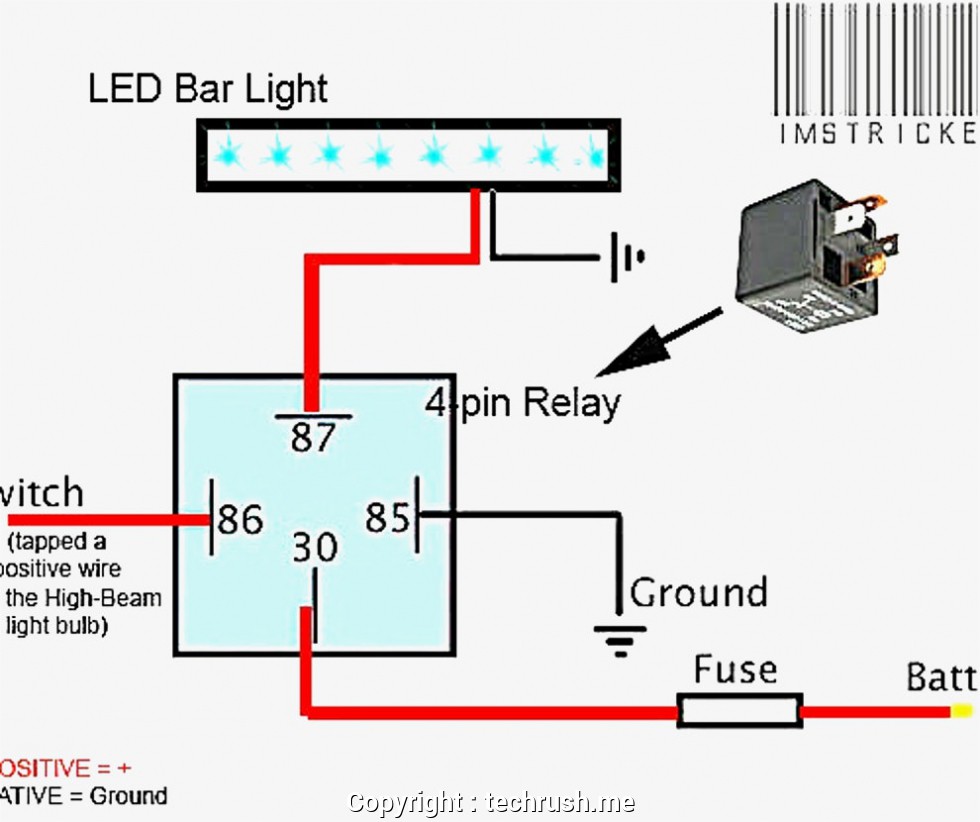 IMSTRICKE
LED Bar Light
4-pin Relay
87
witch
86
85
30
(tapped a
positive wire
the High-Beam
light bulb)
Ground
Fuse
Batt
OSITIVE = +
ATIVE = Ground
Copyright : techrush.me